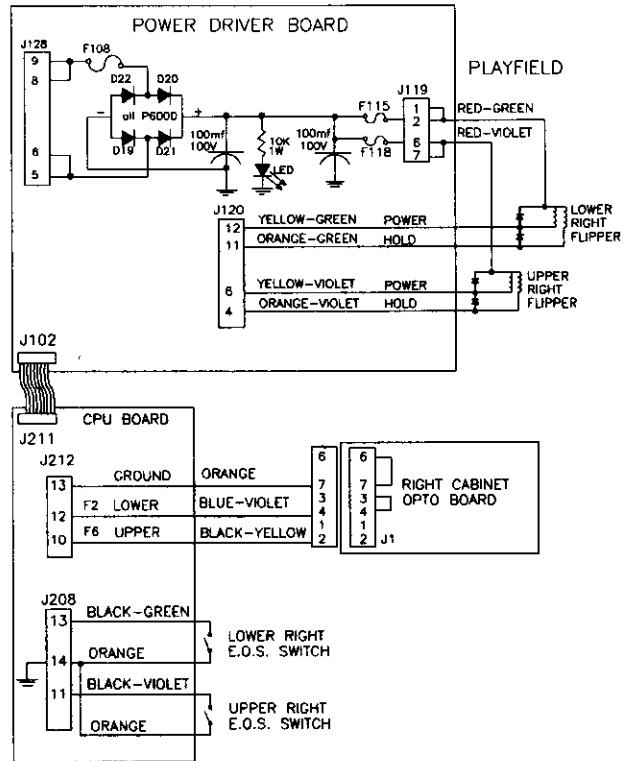 POWER DRIVER BOARD
J128
F108
9
8
6
5
D22
D20
- all P600D +
D19
D21
100mf
100V
10K
1W
LED
100mf
100V
F115
F118
J119
1
2
6
7
PLAYFIELD
RED-GREEN
RED-VIOLET
J120
12
11
6
4
YELLOW-GREEN POWER
ORANGE-GREEN HOLD
YELLOW-VIOLET POWER
ORANGE-VIOLET HOLD
LOWER
RIGHT
FLIPPER
UPPER
RIGHT
FLIPPER
J102
J211
CPU BOARD
J212
13
12
10
GROUND ORANGE
F2 LOWER BLUE-VIOLET
F6 UPPER BLACK-YELLOW
6
7
3
4
1
2
6
7
3
4
1
2
J1
RIGHT CABINET
OPTO BOARD
J208
13
14
11
BLACK-GREEN
ORANGE
BLACK-VIOLET
ORANGE
LOWER RIGHT
E.O.S. SWITCH
UPPER RIGHT
E.O.S. SWITCH